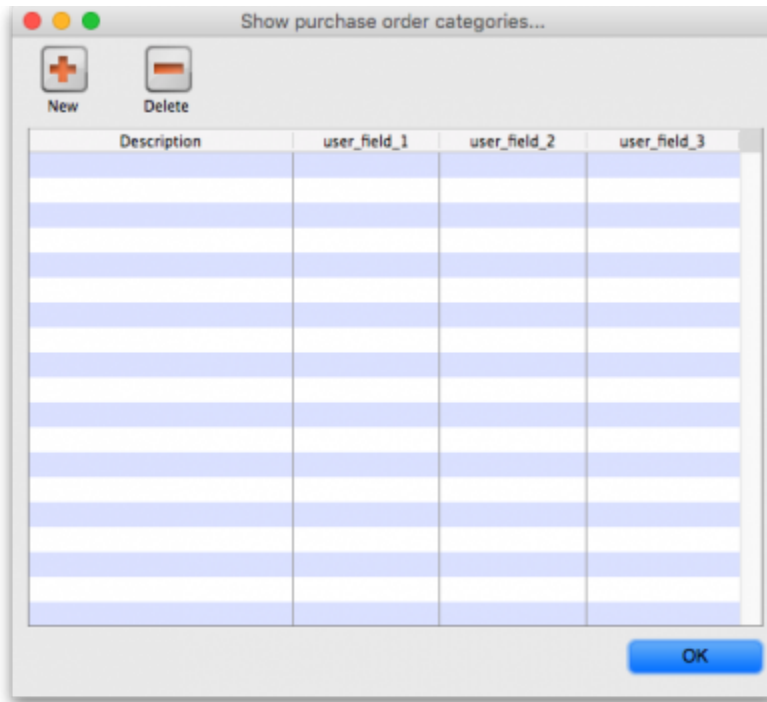 Show purchase order categories...
New Delete
Description user_field_1 user_field_2 user_field_3
OK